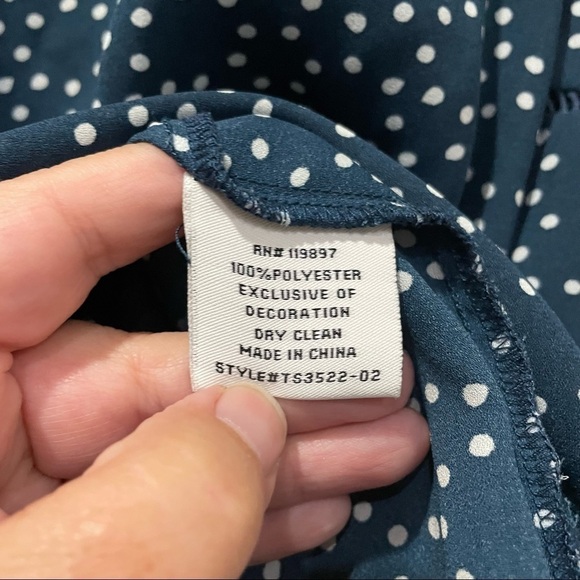 RN# 119897
100%POLYESTER
EXCLUSIVE OF
DECORATION
DRY CLEAN
MADE IN CHINA
STYLE#TS3522-02